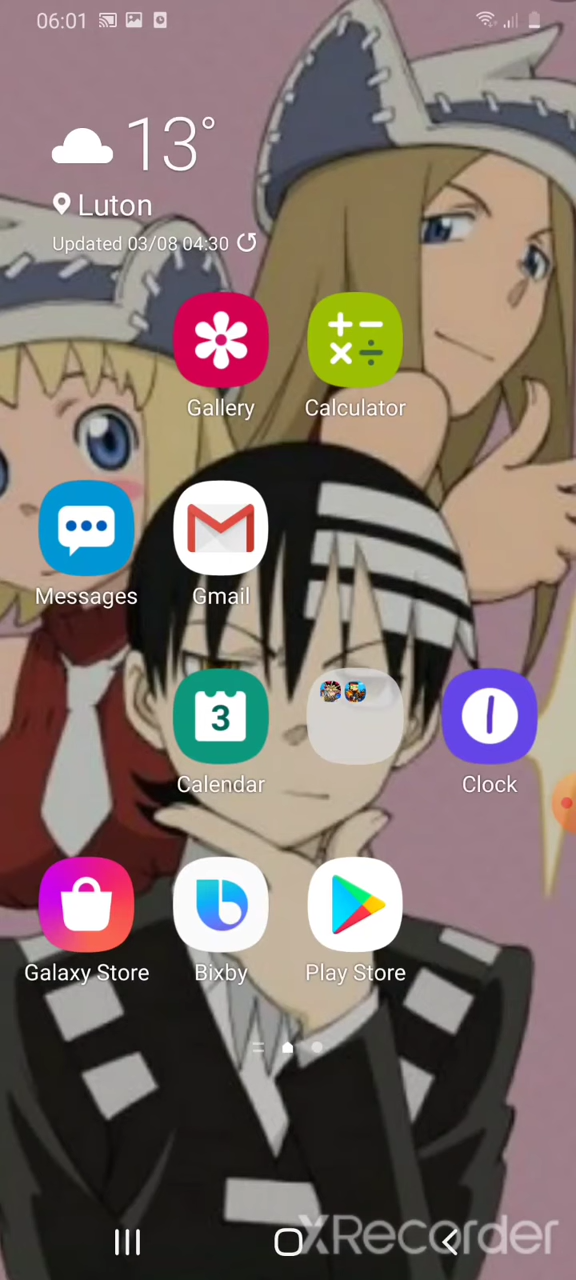 06:01
13°
Luton
Updated 03/08 04:30
Gallery Calculator
Messages Gmail
3
Calendar Clock
Galaxy Store Bixby Play Store
XRecorder